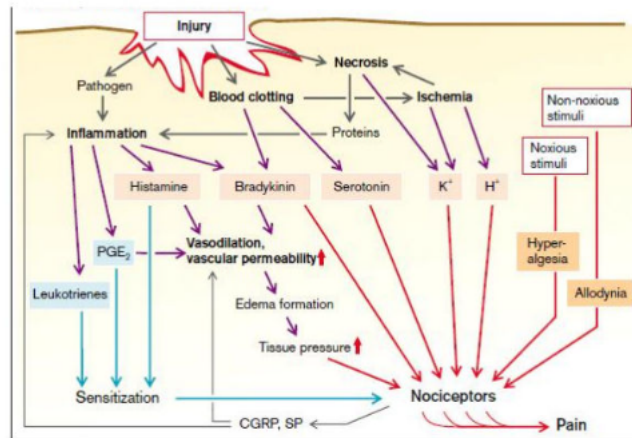 Injury
Necrosis
Pathogen
Blood clotting
Ischemia
Non-noxious
stimuli
Inflammation
Proteins
Noxious
stimuli
Histamine
Bradykinin
Serotonin
K⁺
H⁺
Vasodilation,
vascular permeability
PGE₂
Hyper-
algesia
Leukotrienes
Edema formation
Allodynia
Tissue pressure
Sensitization
Nociceptors
CGRP, SP
Pain